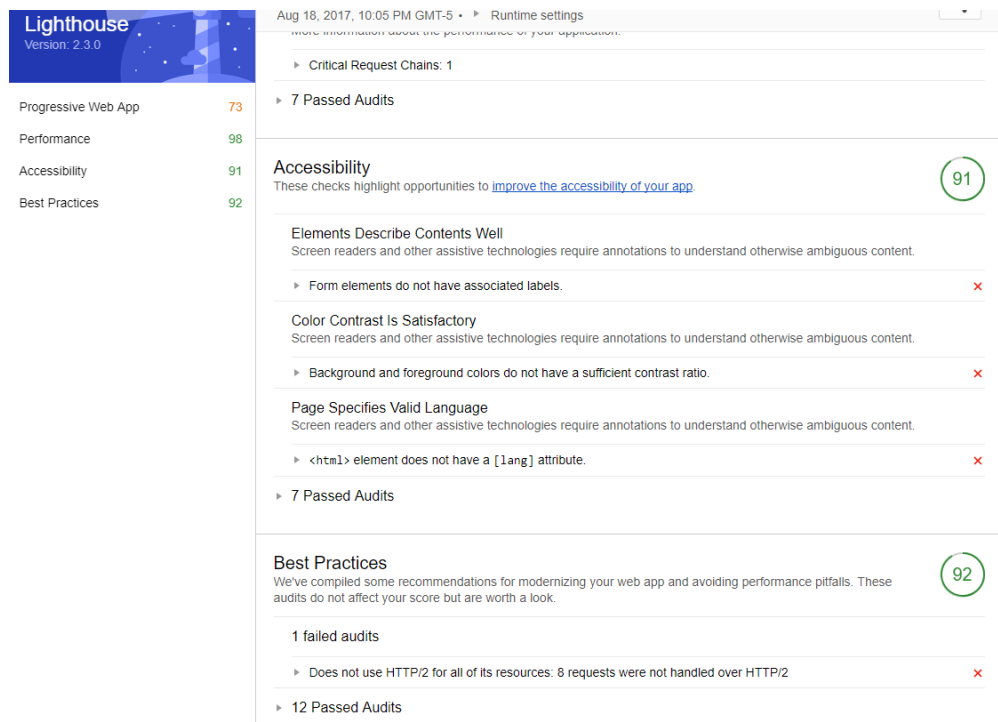 Lighthouse
Version: 2.3.0
Progressive Web App 73
Performance 98
Accessibility 91
Best Practices 92
Aug 18, 2017, 10:05 PM GMT-5 • Runtime settings
More information about the performance of your application.
Critical Request Chains: 1
7 Passed Audits
Accessibility
These checks highlight opportunities to improve the accessibility of your app.
91
Elements Describe Contents Well
Screen readers and other assistive technologies require annotations to understand otherwise ambiguous content.
Form elements do not have associated labels.
Color Contrast Is Satisfactory
Screen readers and other assistive technologies require annotations to understand otherwise ambiguous content.
Background and foreground colors do not have a sufficient contrast ratio.
Page Specifies Valid Language
Screen readers and other assistive technologies require annotations to understand otherwise ambiguous content.
<html> element does not have a [lang] attribute.
7 Passed Audits
Best Practices
We've compiled some recommendations for modernizing your web app and avoiding performance pitfalls. These
audits do not affect your score but are worth a look.
92
1 failed audits
Does not use HTTP/2 for all of its resources: 8 requests were not handled over HTTP/2
12 Passed Audits